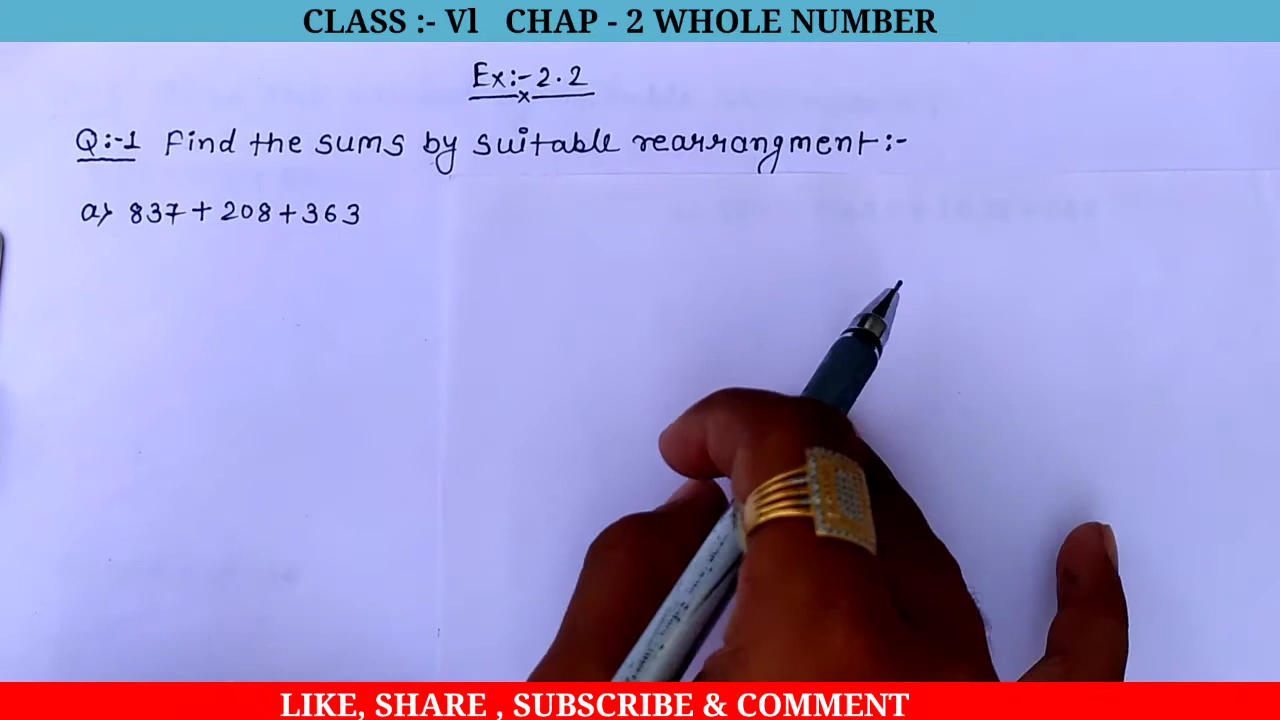 CLASS :- Vl CHAP - 2 WHOLE NUMBER
Ex:- 2.2
Q:-1 Find the sums by suitable rearrangment:-
a) 837+208+363
LIKE, SHARE , SUBSCRIBE & COMMENT